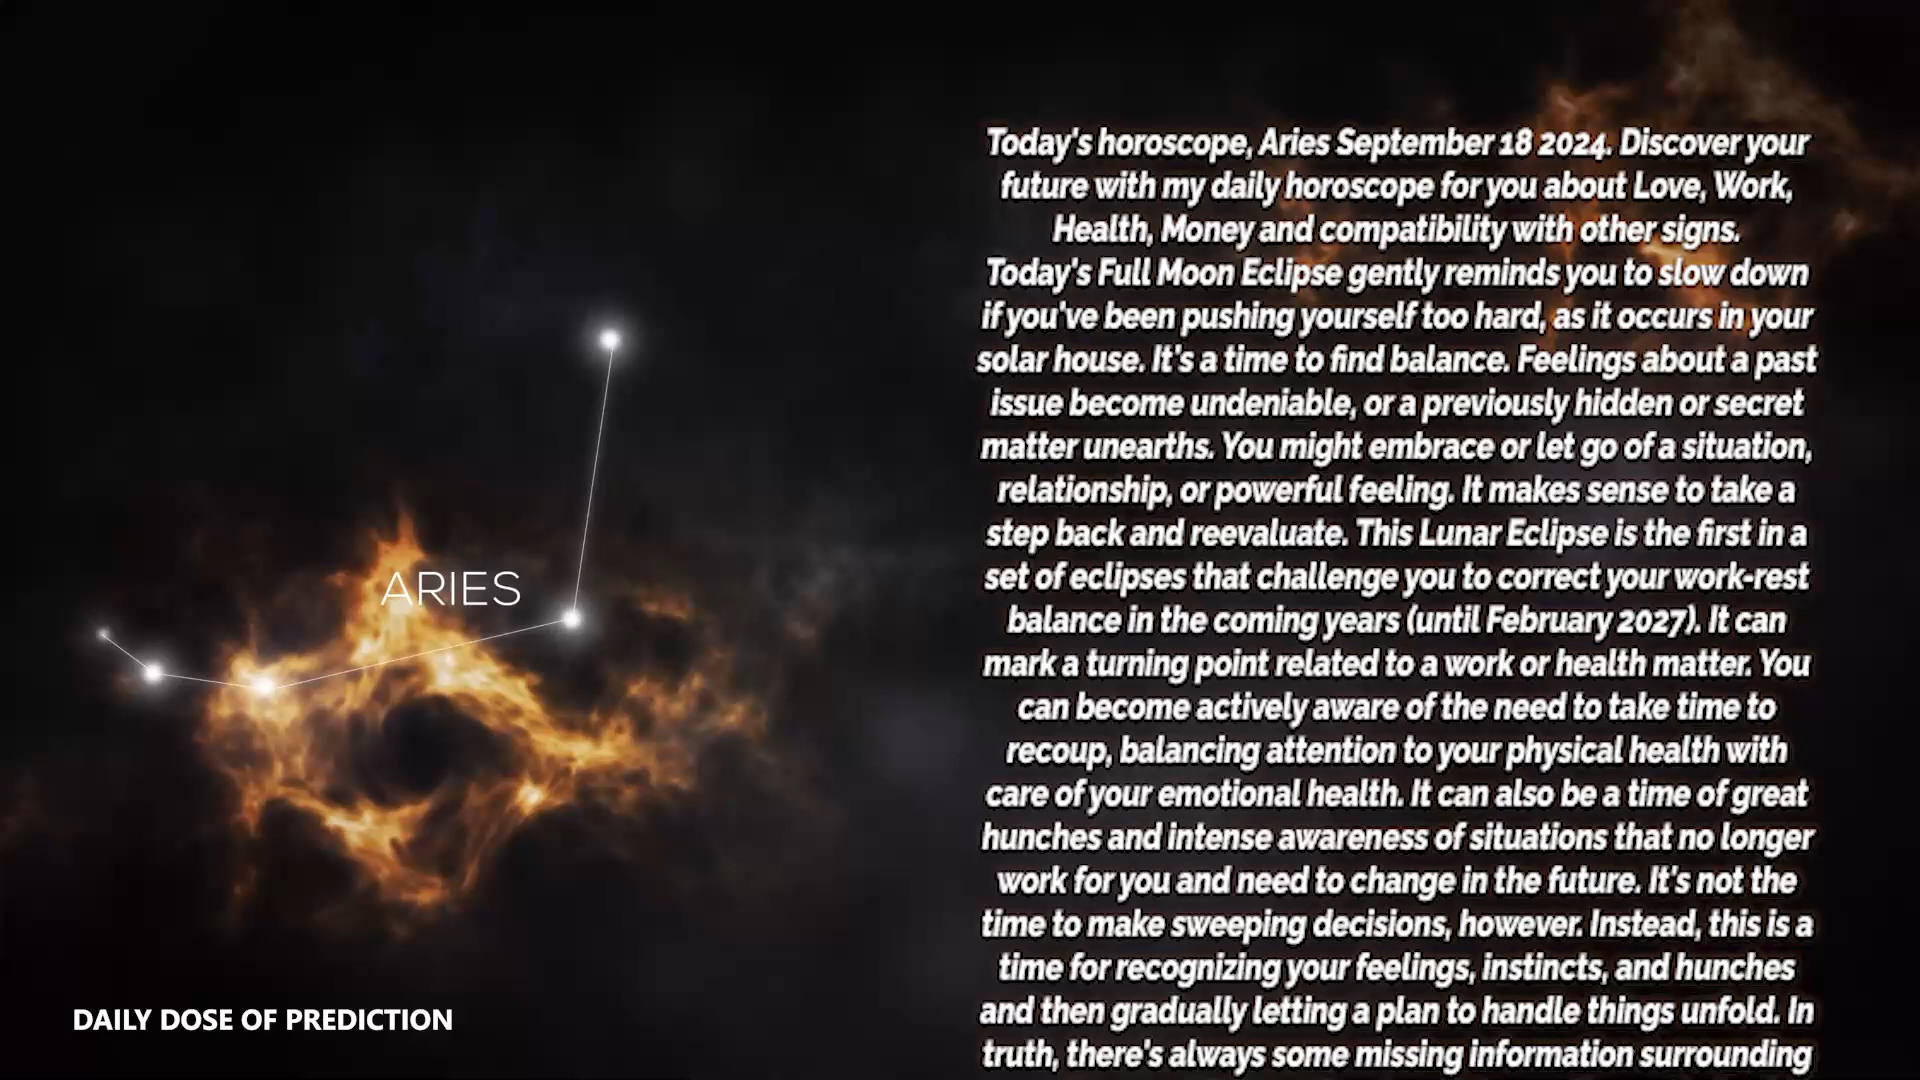 Today's horoscope, Aries September 18 2024. Discover your
future with my daily horoscope for you about Love, Work,
Health, Money and compatibility with other signs.
Today's Full Moon Eclipse gently reminds you to slow down
if you've been pushing yourself too hard, as it occurs in your
solar house. It's a time to find balance. Feelings about a past
issue become undeniable, or a previously hidden or secret
matter unearths. You might embrace or let go of a situation,
relationship, or powerful feeling. It makes sense to take a
step back and reevaluate. This Lunar Eclipse is the first in a
set of eclipses that challenge you to correct your work-rest
balance in the coming years (until February 2027). It can
mark a turning point related to a work or health matter. You
can become actively aware of the need to take time to
recoup, balancing attention to your physical health with
care of your emotional health. It can also be a time of great
hunches and intense awareness of situations that no longer
work for you and need to change in the future. It's not the
time to make sweeping decisions, however. Instead, this is a
time for recognizing your feelings, instincts, and hunches
and then gradually letting a plan to handle things unfold. In
truth, there's always some missing information surrounding
ARIES
DAILY DOSE OF PREDICTION